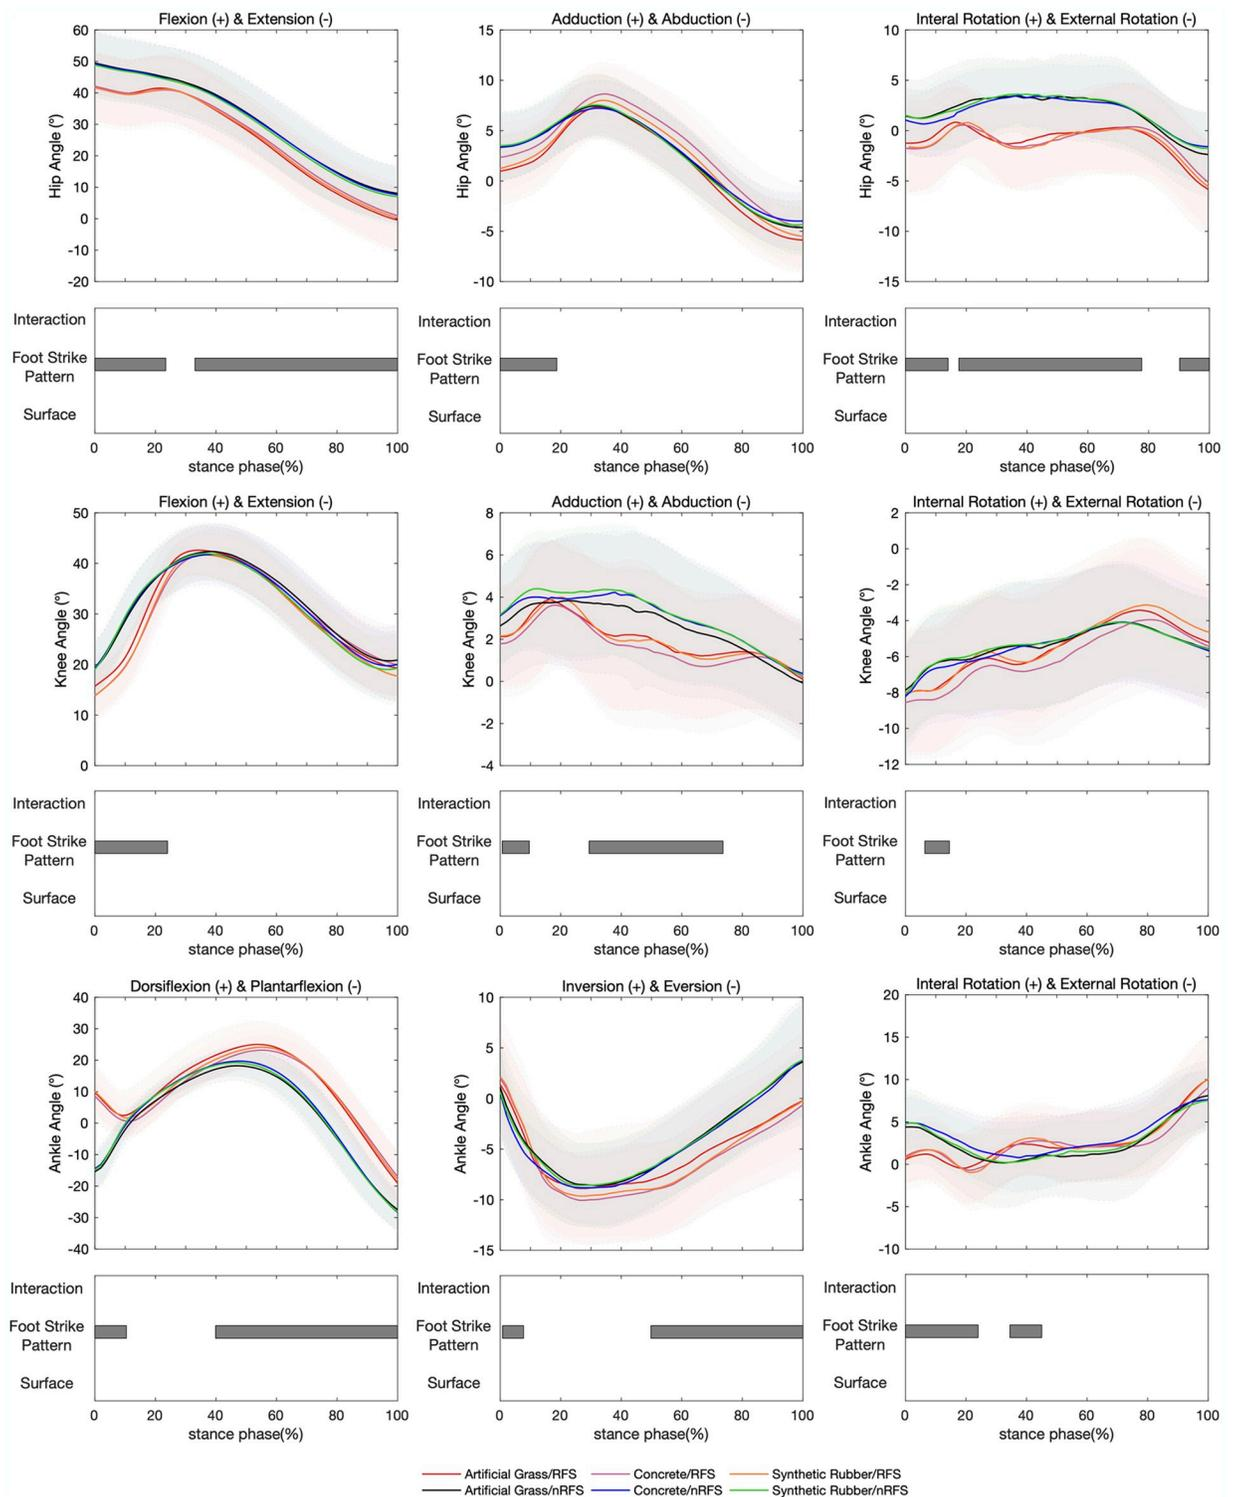 Flexion (+) & Extension (-)
Adduction (+) & Abduction (-)
Interal Rotation (+) & External Rotation (-)
Hip Angle (°)
60
50
40
30
20
10
0
-10
-20
Hip Angle (°)
15
10
5
0
-5
-10
Hip Angle (°)
10
5
0
-5
-10
-15
Interaction
Foot Strike
Pattern
Surface
0 20 40 60 80 100
stance phase(%)
Interaction
Foot Strike
Pattern
Surface
0 20 40 60 80 100
stance phase(%)
Interaction
Foot Strike
Pattern
Surface
0 20 40 60 80 100
stance phase(%)
Flexion (+) & Extension (-)
Adduction (+) & Abduction (-)
Internal Rotation (+) & External Rotation (-)
Knee Angle (°)
50
40
30
20
10
0
Knee Angle (°)
8
6
4
2
0
-2
-4
Knee Angle (°)
2
0
-2
-4
-6
-8
-10
-12
Interaction
Foot Strike
Pattern
Surface
0 20 40 60 80 100
stance phase(%)
Interaction
Foot Strike
Pattern
Surface
0 20 40 60 80 100
stance phase(%)
Interaction
Foot Strike
Pattern
Surface
0 20 40 60 80 100
stance phase(%)
Dorsiflexion (+) & Plantarflexion (-)
Inversion (+) & Eversion (-)
Interal Rotation (+) & External Rotation (-)
Ankle Angle (°)
40
30
20
10
0
-10
-20
-30
-40
Ankle Angle (°)
10
5
0
-5
-10
-15
Ankle Angle (°)
20
15
10
5
0
-5
-10
Interaction
Foot Strike
Pattern
Surface
0 20 40 60 80 100
stance phase(%)
Interaction
Foot Strike
Pattern
Surface
0 20 40 60 80 100
stance phase(%)
Interaction
Foot Strike
Pattern
Surface
0 20 40 60 80 100
stance phase(%)
Artificial Grass/RFS Concrete/RFS Synthetic Rubber/RFS
Artificial Grass/nRFS Concrete/nRFS Synthetic Rubber/nRFS